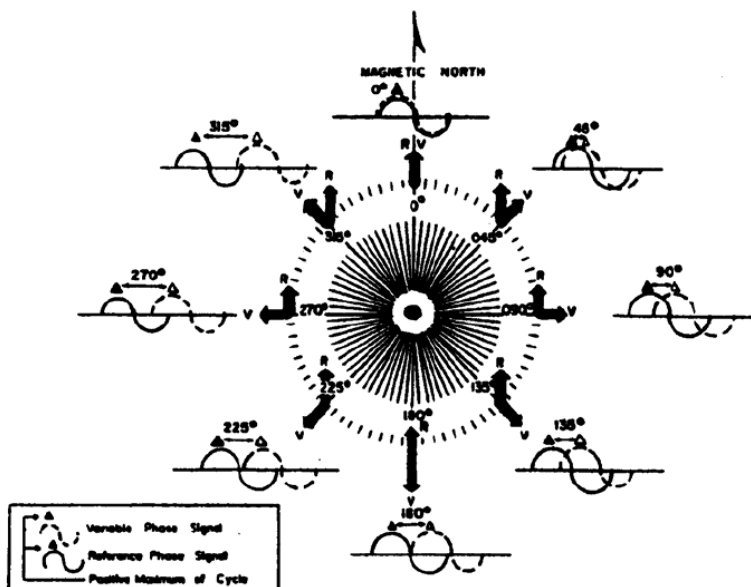 MAGNETIC NORTH
0°
R V
0°
315°
V R
315°
46°
R V
045°
270°
R
V
270°
90°
R
V
090°
225°
R
V
225°
135°
R
V
135°
180°
R
V
180°
Variable Phase Signal
Reference Phase Signal
Positive Maximum of Cycle